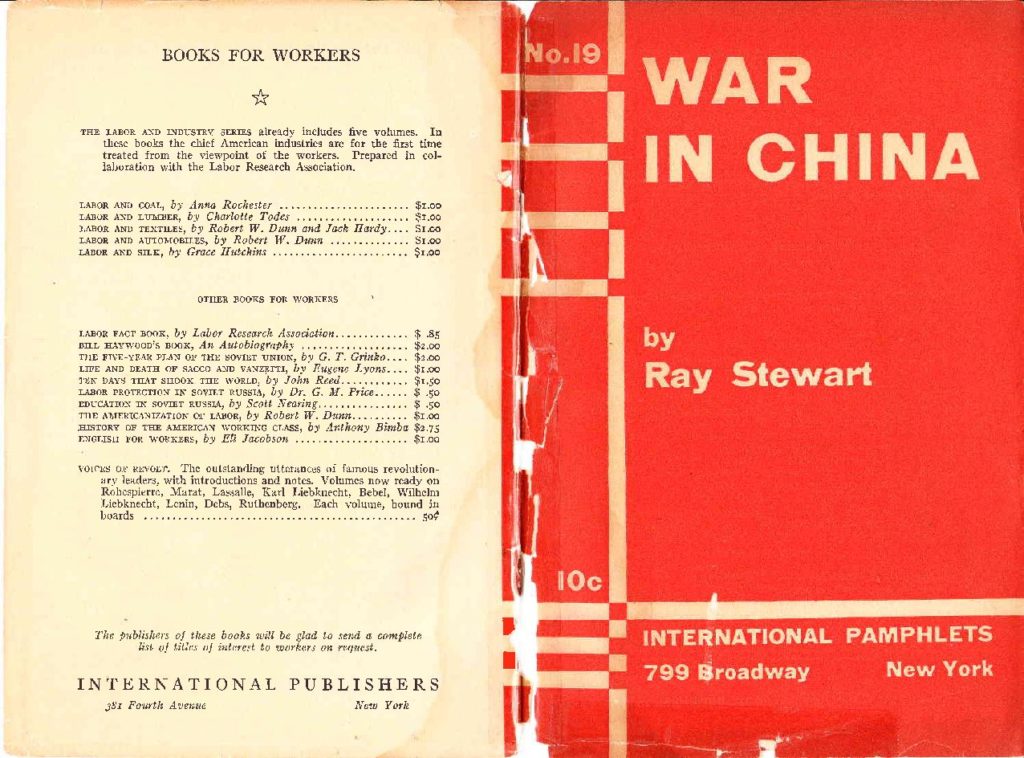 BOOKS FOR WORKERS
THE LABOR AND INDUSTRY SERIES already includes five volumes. In
these books the chief American industries are for the first time
treated from the viewpoint of the workers. Prepared in col-
laboration with the Labor Research Association.
LABOR AND COAL, by Anna Rochester ....................... $1.00
LABOR AND LUMBER, by Charlotte Todes .................... $1.00
LABOR AND TEXTILES, by Robert W. Dunn and Jack Hardy.... $1.00
LABOR AND AUTOMOBILES, by Robert W. Dunn .............. $1.00
LABOR AND SILK, by Grace Hutchins ........................ $1.00
OTHER BOOKS FOR WORKERS
LABOR FACT BOOK, by Labor Research Association............. $ .85
BILL HAYWOOD'S BOOK, An Autobiography .................... $2.00
THE FIVE-YEAR PLAN OF THE SOVIET UNION, by G. T. Grinko.... $2.00
LIFE AND DEATH OF SACCO AND VANZETTI, by Eugene Lyons.... $1.00
TEN DAYS THAT SHOOK THE WORLD, by John Reed............ $1.50
LABOR PROTECTION IN SOVIET RUSSIA, by Dr. G. M. Price...... $ .50
EDUCATION IN SOVIET RUSSIA, by Scott Nearing................ $ .50
THE AMERICANIZATION OF LABOR, by Robert W. Dunn.......... $1.00
HISTORY OF THE AMERICAN WORKING CLASS, by Anthony Bimba $2.75
ENGLISH FOR WORKERS, by Eli Jacobson .................... $1.00
VOICES OF REVOLT. The outstanding utterances of famous revolution-
ary leaders, with introductions and notes. Volumes now ready on
Robespierre, Marat, Lassalle, Karl Liebknecht, Bebel, Wilhelm
Liebknecht, Lenin, Debs, Ruthenberg. Each volume, bound in
boards ............................................... 50¢
The publishers of these books will be glad to send a complete
list of titles of interest to workers on request.
INTERNATIONAL PUBLISHERS
381 Fourth Avenue New York
No.19
WAR
IN CHINA
by
Ray Stewart
10c
INTERNATIONAL PAMPHLETS
799 Broadway New York